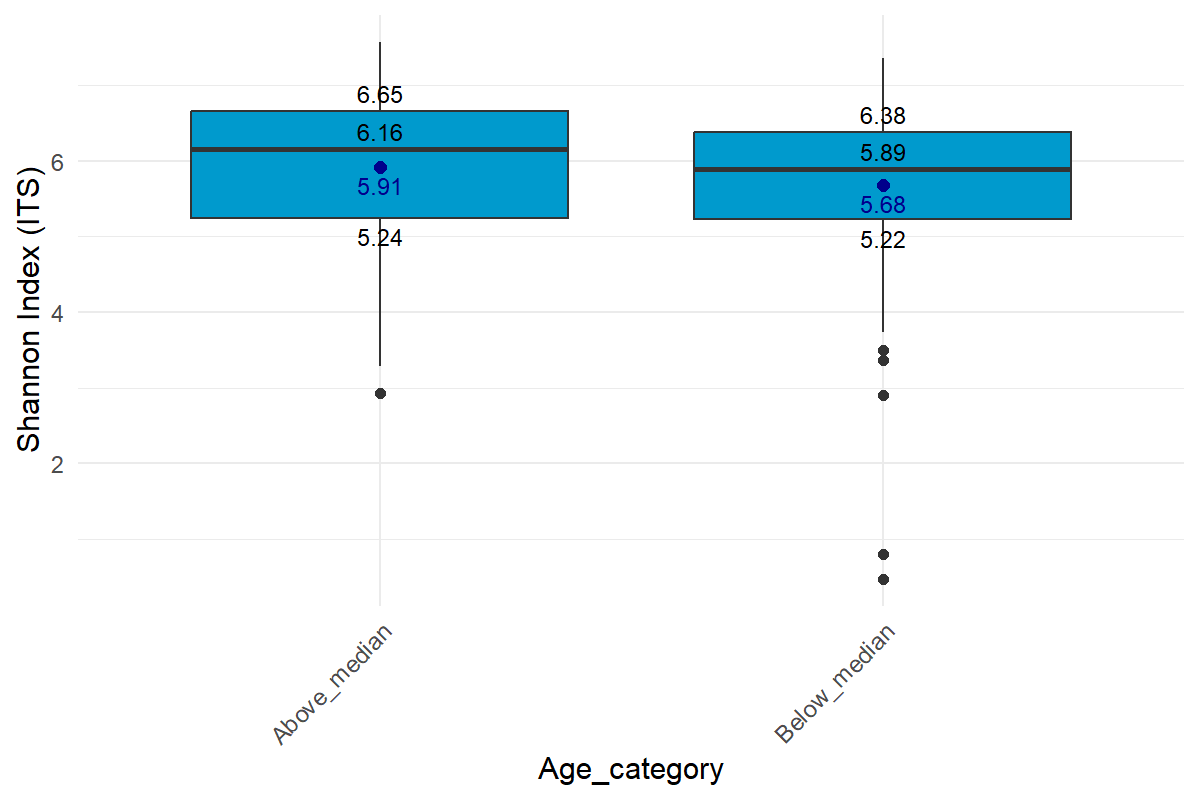 Shannon Index (ITS)
6
4
2
6.65
6.16
5.91
5.24
6.38
5.89
5.68
5.22
Above_median
Below_median
Age_category